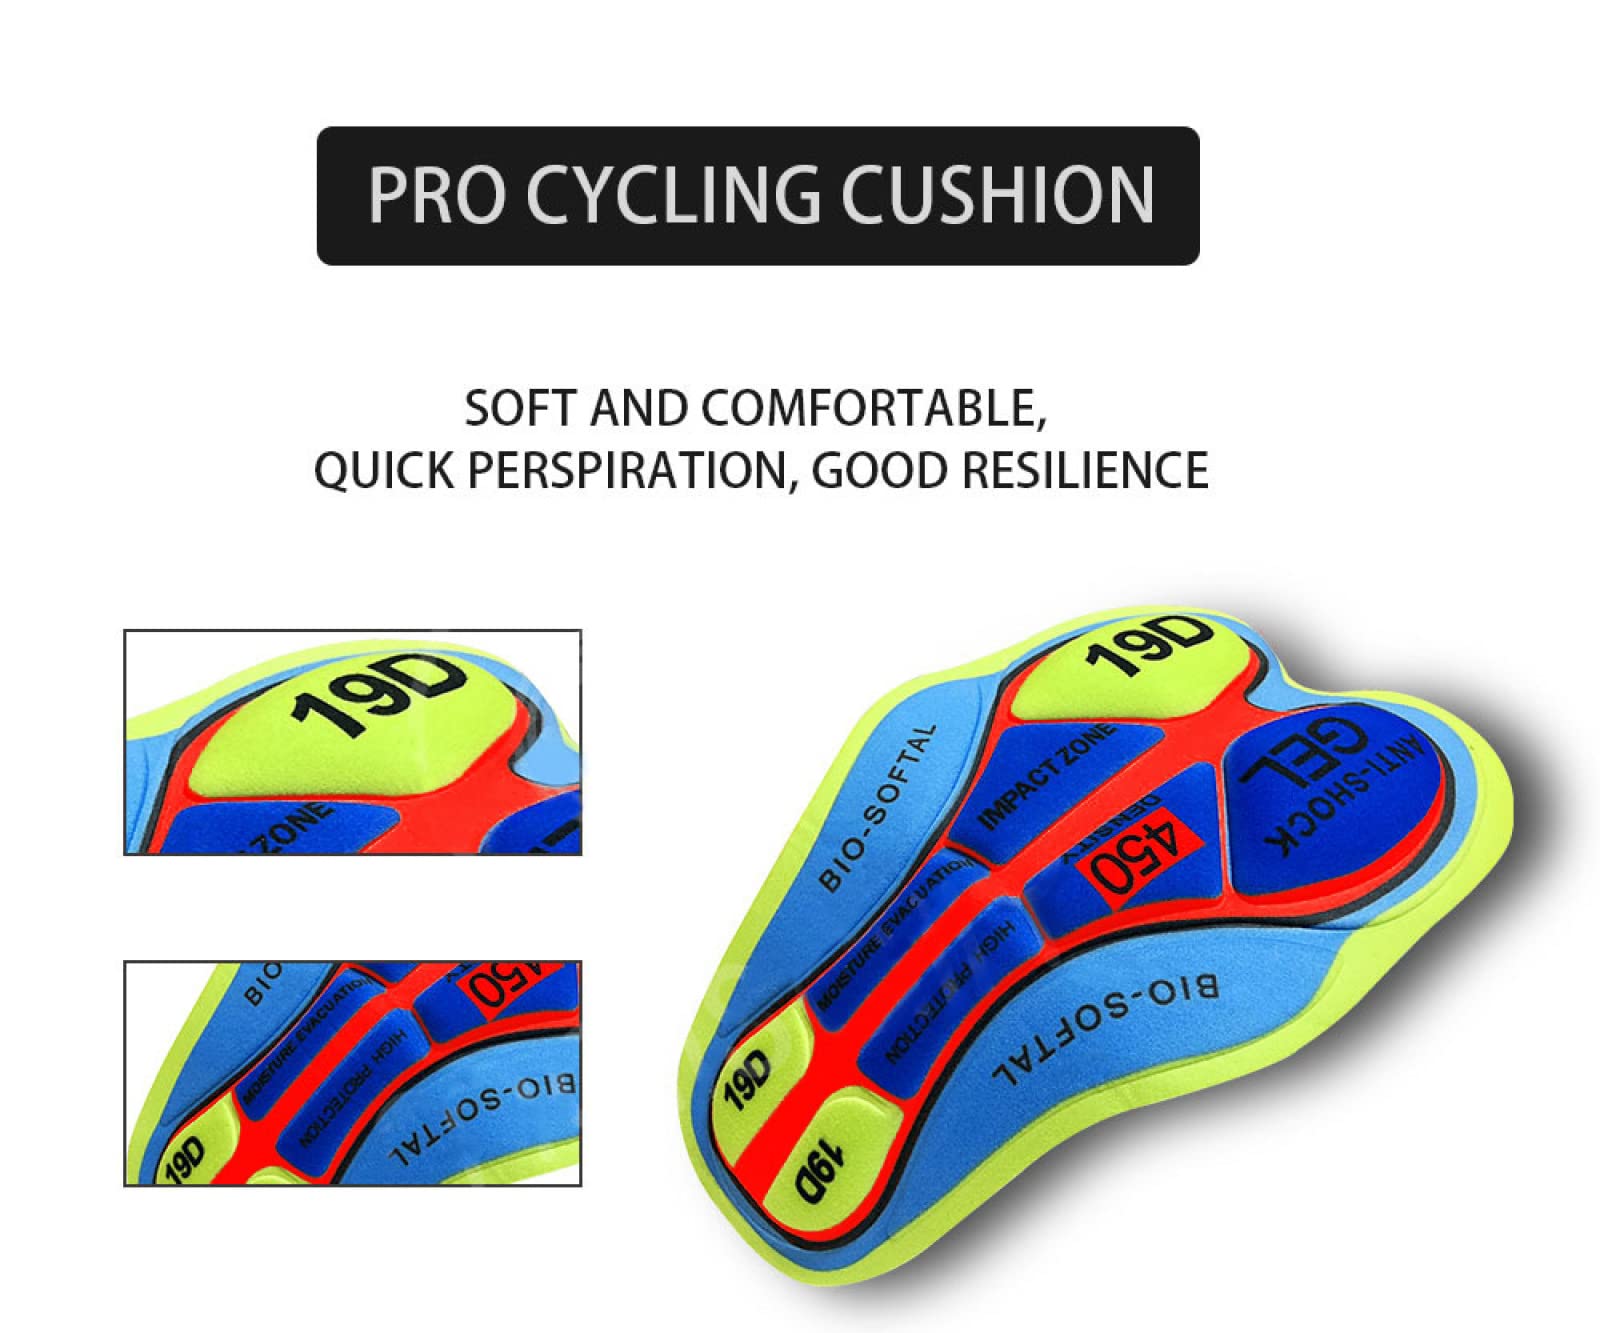 PRO CYCLING CUSHION
SOFT AND COMFORTABLE,
QUICK PERSPIRATION, GOOD RESILIENCE
19D
ZONE
BIO
450
MOISTURE EVACUATION
HIGH PROTECTION
BIO-SOFTAL
19D
19D
IMPACT ZONE
GEL
ANTI-SHOCK
DENSITY
450
BIO-SOFTAL
MOISTURE EVACUATION
HIGH PROTECTION
BIO-SOFTAL
19D
19D